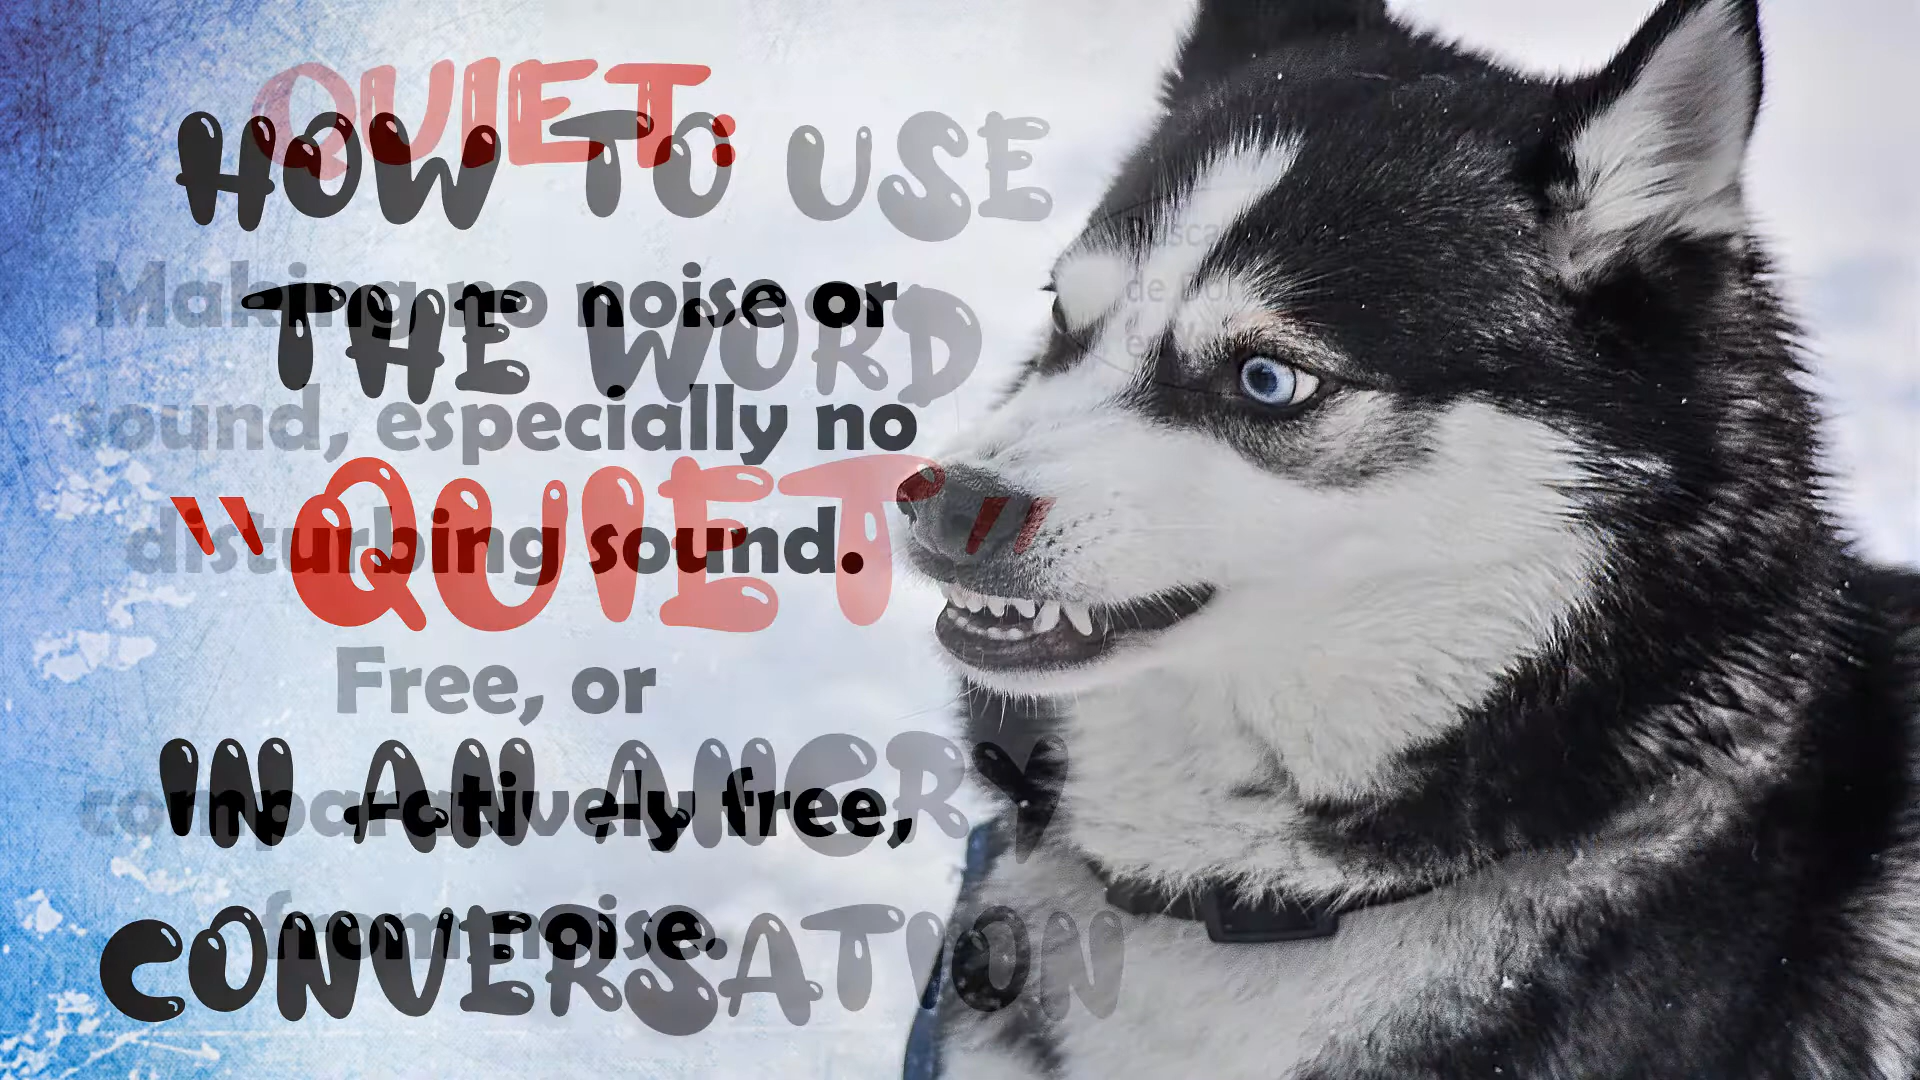 QUIET:
HOW TO USE
Making no noise or
THE WORD
sound, especially no
"QUIET"
disturbing sound.
Free, or
IN AN ANGRY
comparatively free,
CONVERSATION
from noise.